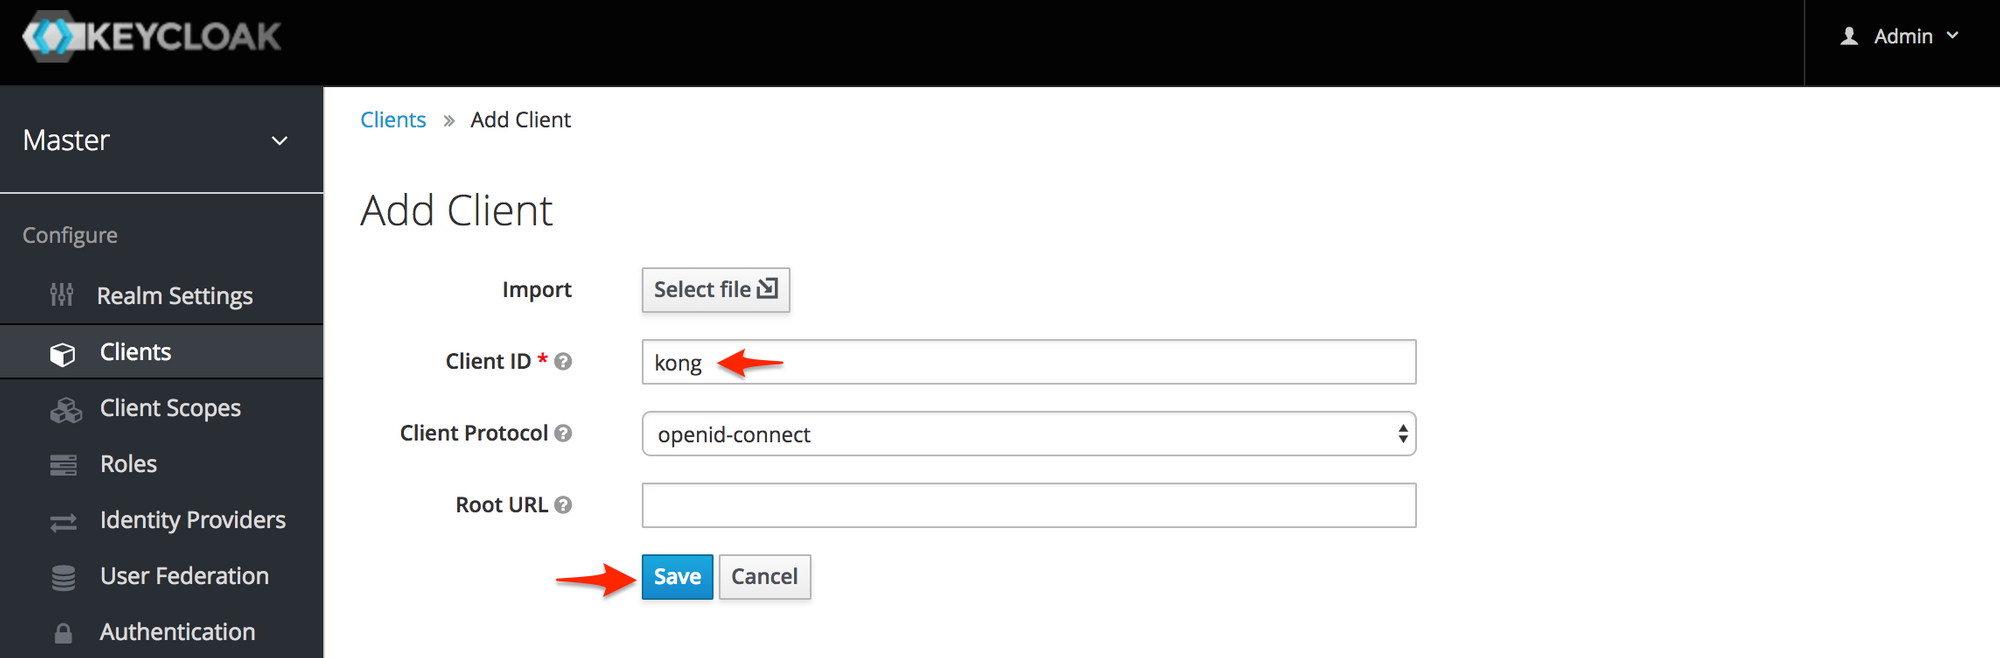 KEYCLOAK
Admin
Master
Clients » Add Client
Configure
Realm Settings
Clients
Client Scopes
Roles
Identity Providers
User Federation
Authentication
Add Client
Import Select file
Client ID * kong
Client Protocol openid-connect
Root URL
Save Cancel